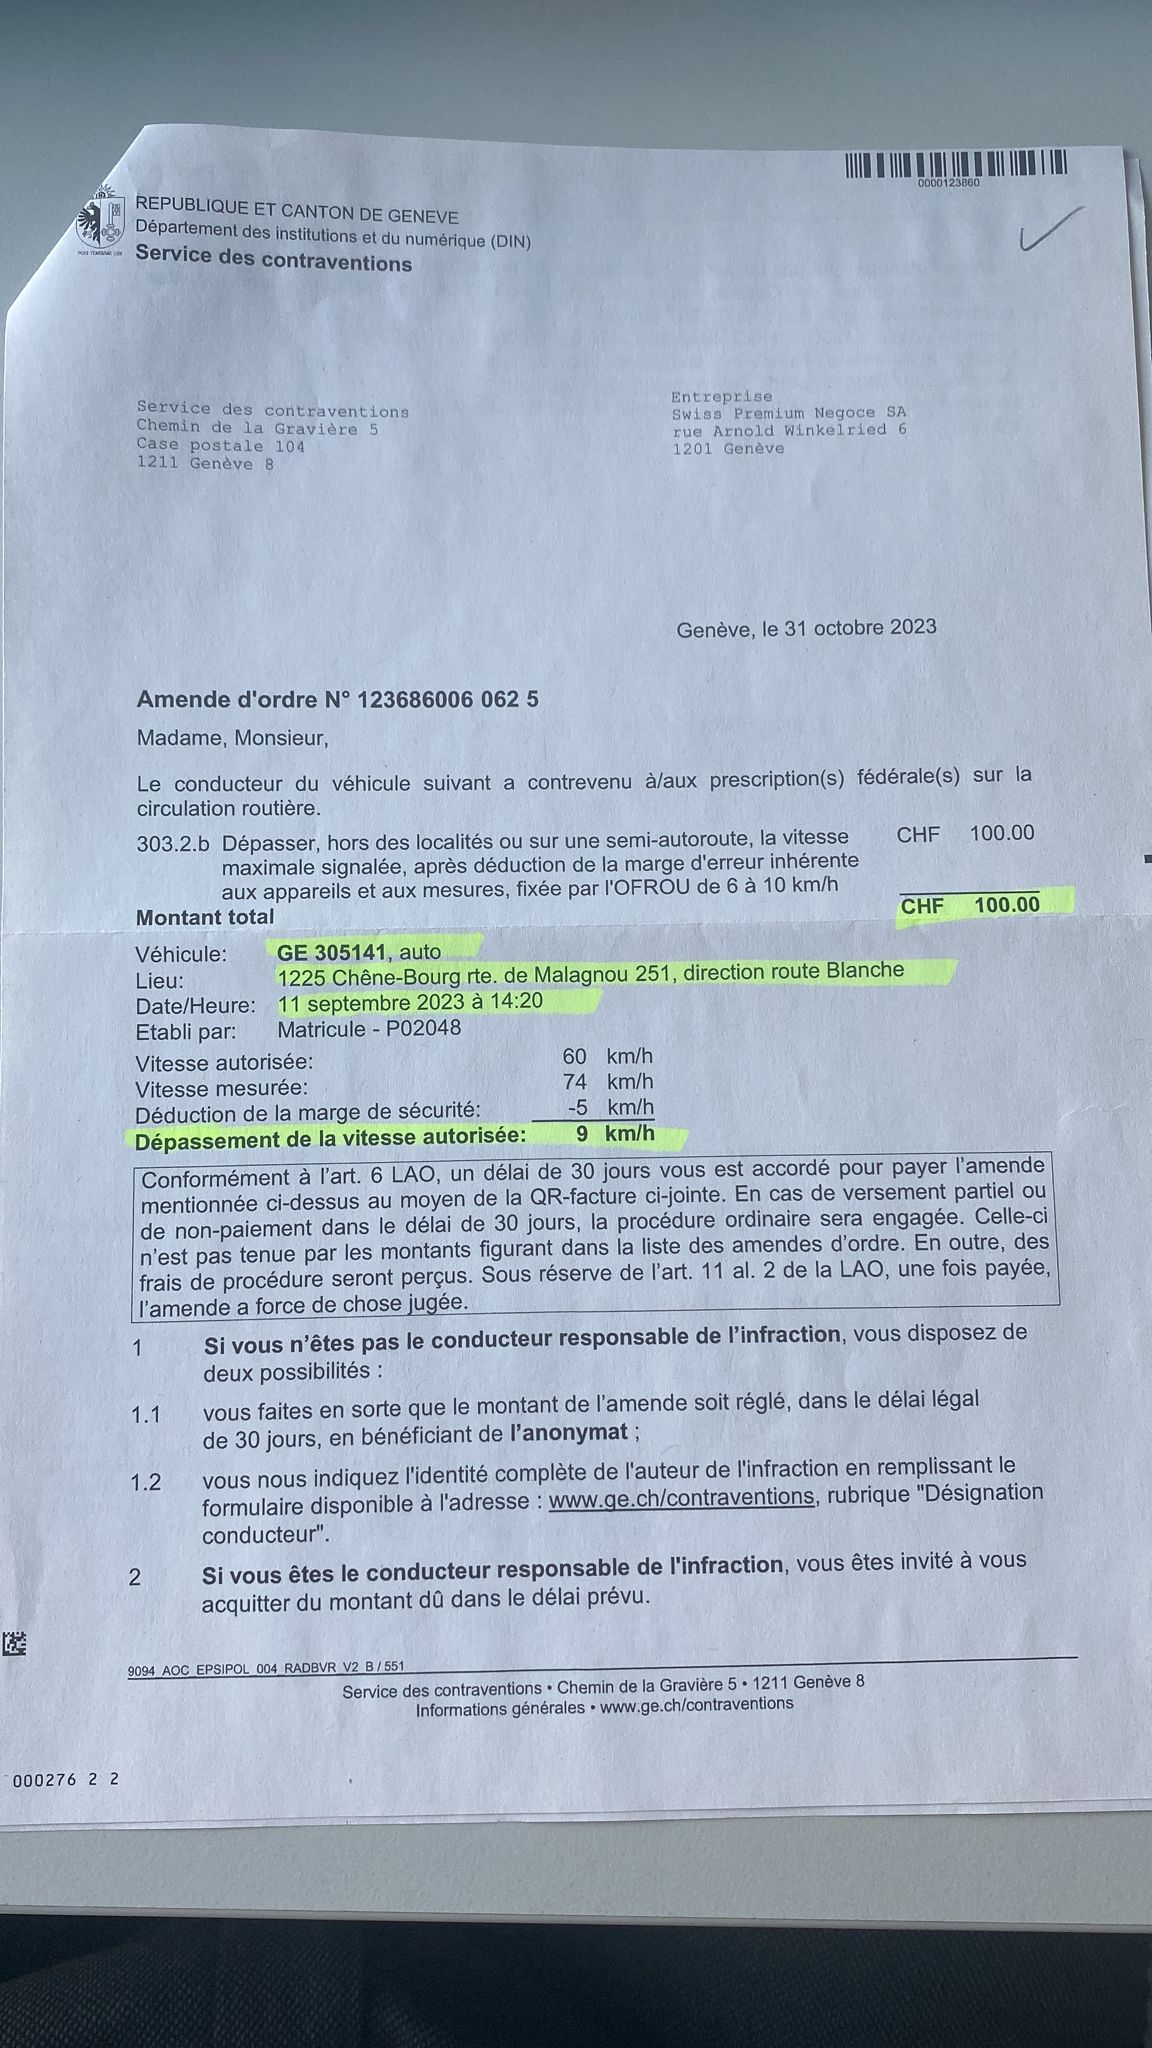 0000123860
REPUBLIQUE ET CANTON DE GENEVE
Département des institutions et du numérique (DIN)
Service des contraventions
POST TENEBRAS LUX
Service des contraventions
Chemin de la Gravière 5
Case postale 104
1211 Genève 8
Entreprise
Swiss Premium Negoce SA
rue Arnold Winkelried 6
1201 Genève
Genève, le 31 octobre 2023
Amende d'ordre N° 123686006 062 5
Madame, Monsieur,
Le conducteur du véhicule suivant a contrevenu à/aux prescription(s) fédérale(s) sur la
circulation routière.
303.2.b Dépasser, hors des localités ou sur une semi-autoroute, la vitesse CHF 100.00
maximale signalée, après déduction de la marge d'erreur inhérente
aux appareils et aux mesures, fixée par l'OFROU de 6 à 10 km/h
Montant total CHF 100.00
Véhicule: GE 305141, auto
Lieu: 1225 Chêne-Bourg rte. de Malagnou 251, direction route Blanche
Date/Heure: 11 septembre 2023 à 14:20
Etabli par: Matricule - P02048
Vitesse autorisée: 60 km/h
Vitesse mesurée: 74 km/h
Déduction de la marge de sécurité: -5 km/h
Dépassement de la vitesse autorisée: 9 km/h
Conformément à l'art. 6 LAO, un délai de 30 jours vous est accordé pour payer l'amende
mentionnée ci-dessus au moyen de la QR-facture ci-jointe. En cas de versement partiel ou
de non-paiement dans le délai de 30 jours, la procédure ordinaire sera engagée. Celle-ci
n'est pas tenue par les montants figurant dans la liste des amendes d'ordre. En outre, des
frais de procédure seront perçus. Sous réserve de l'art. 11 al. 2 de la LAO, une fois payée,
l'amende a force de chose jugée.
1 Si vous n'êtes pas le conducteur responsable de l'infraction, vous disposez de
deux possibilités :
1.1 vous faites en sorte que le montant de l'amende soit réglé, dans le délai légal
de 30 jours, en bénéficiant de l'anonymat ;
1.2 vous nous indiquez l'identité complète de l'auteur de l'infraction en remplissant le
formulaire disponible à l'adresse : www.ge.ch/contraventions, rubrique "Désignation
conducteur".
2 Si vous êtes le conducteur responsable de l'infraction, vous êtes invité à vous
acquitter du montant dû dans le délai prévu.
9094_AOC_EPSIPOL_004_RADBVR_V2_B / 551
Service des contraventions • Chemin de la Gravière 5 • 1211 Genève 8
Informations générales • www.ge.ch/contraventions
000276 2 2